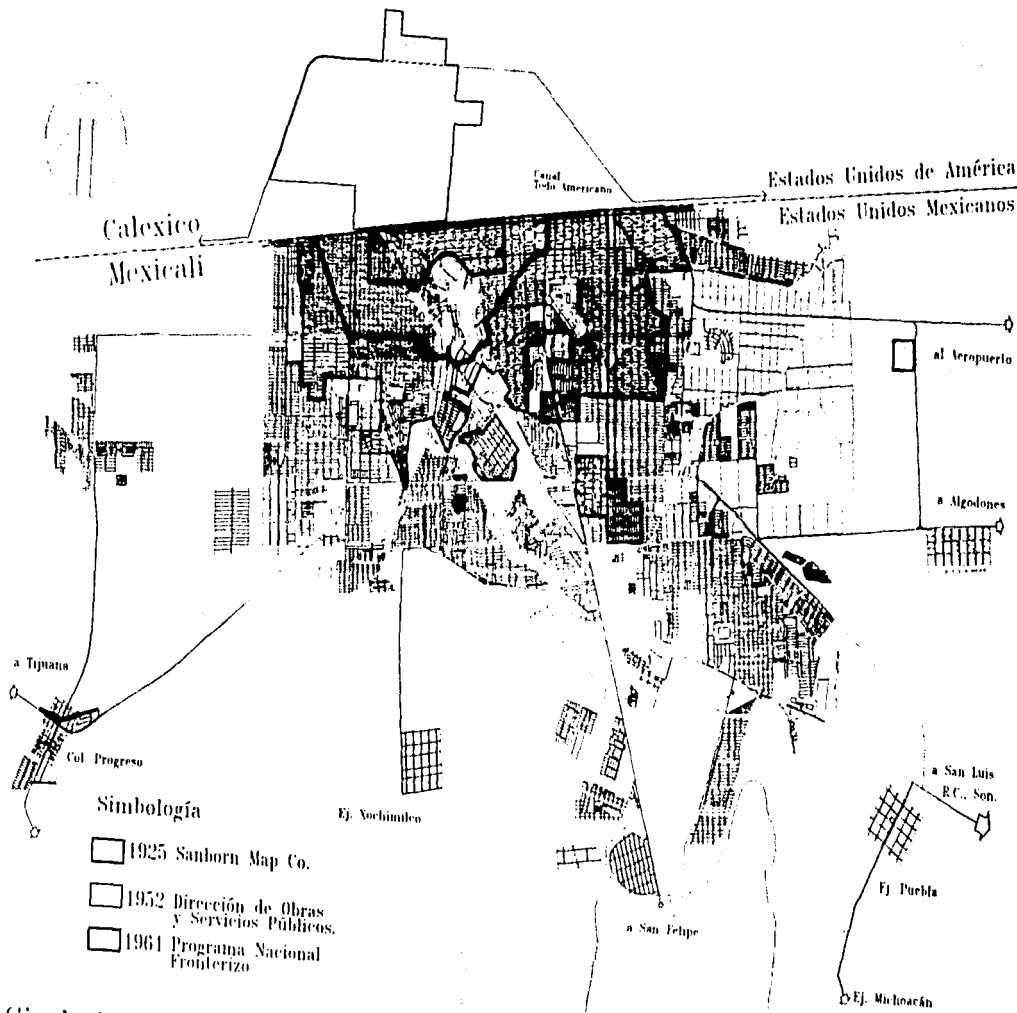 Canal
Todo Americano
Estados Unidos de América
Calexico
Estados Unidos Mexicanos
Mexicali
al Aeropuerto
a Algodones
a Tijuana
Col. Progreso
a San Luis
R.C., Son.
Simbología
Ej. Xochimilco
1925 Sanborn Map Co.
Ej. Puebla
1952 Dirección de Obras
y Servicios Públicos.
a San Felipe
1961 Programa Nacional
Fronterizo
Ej. Michoacán